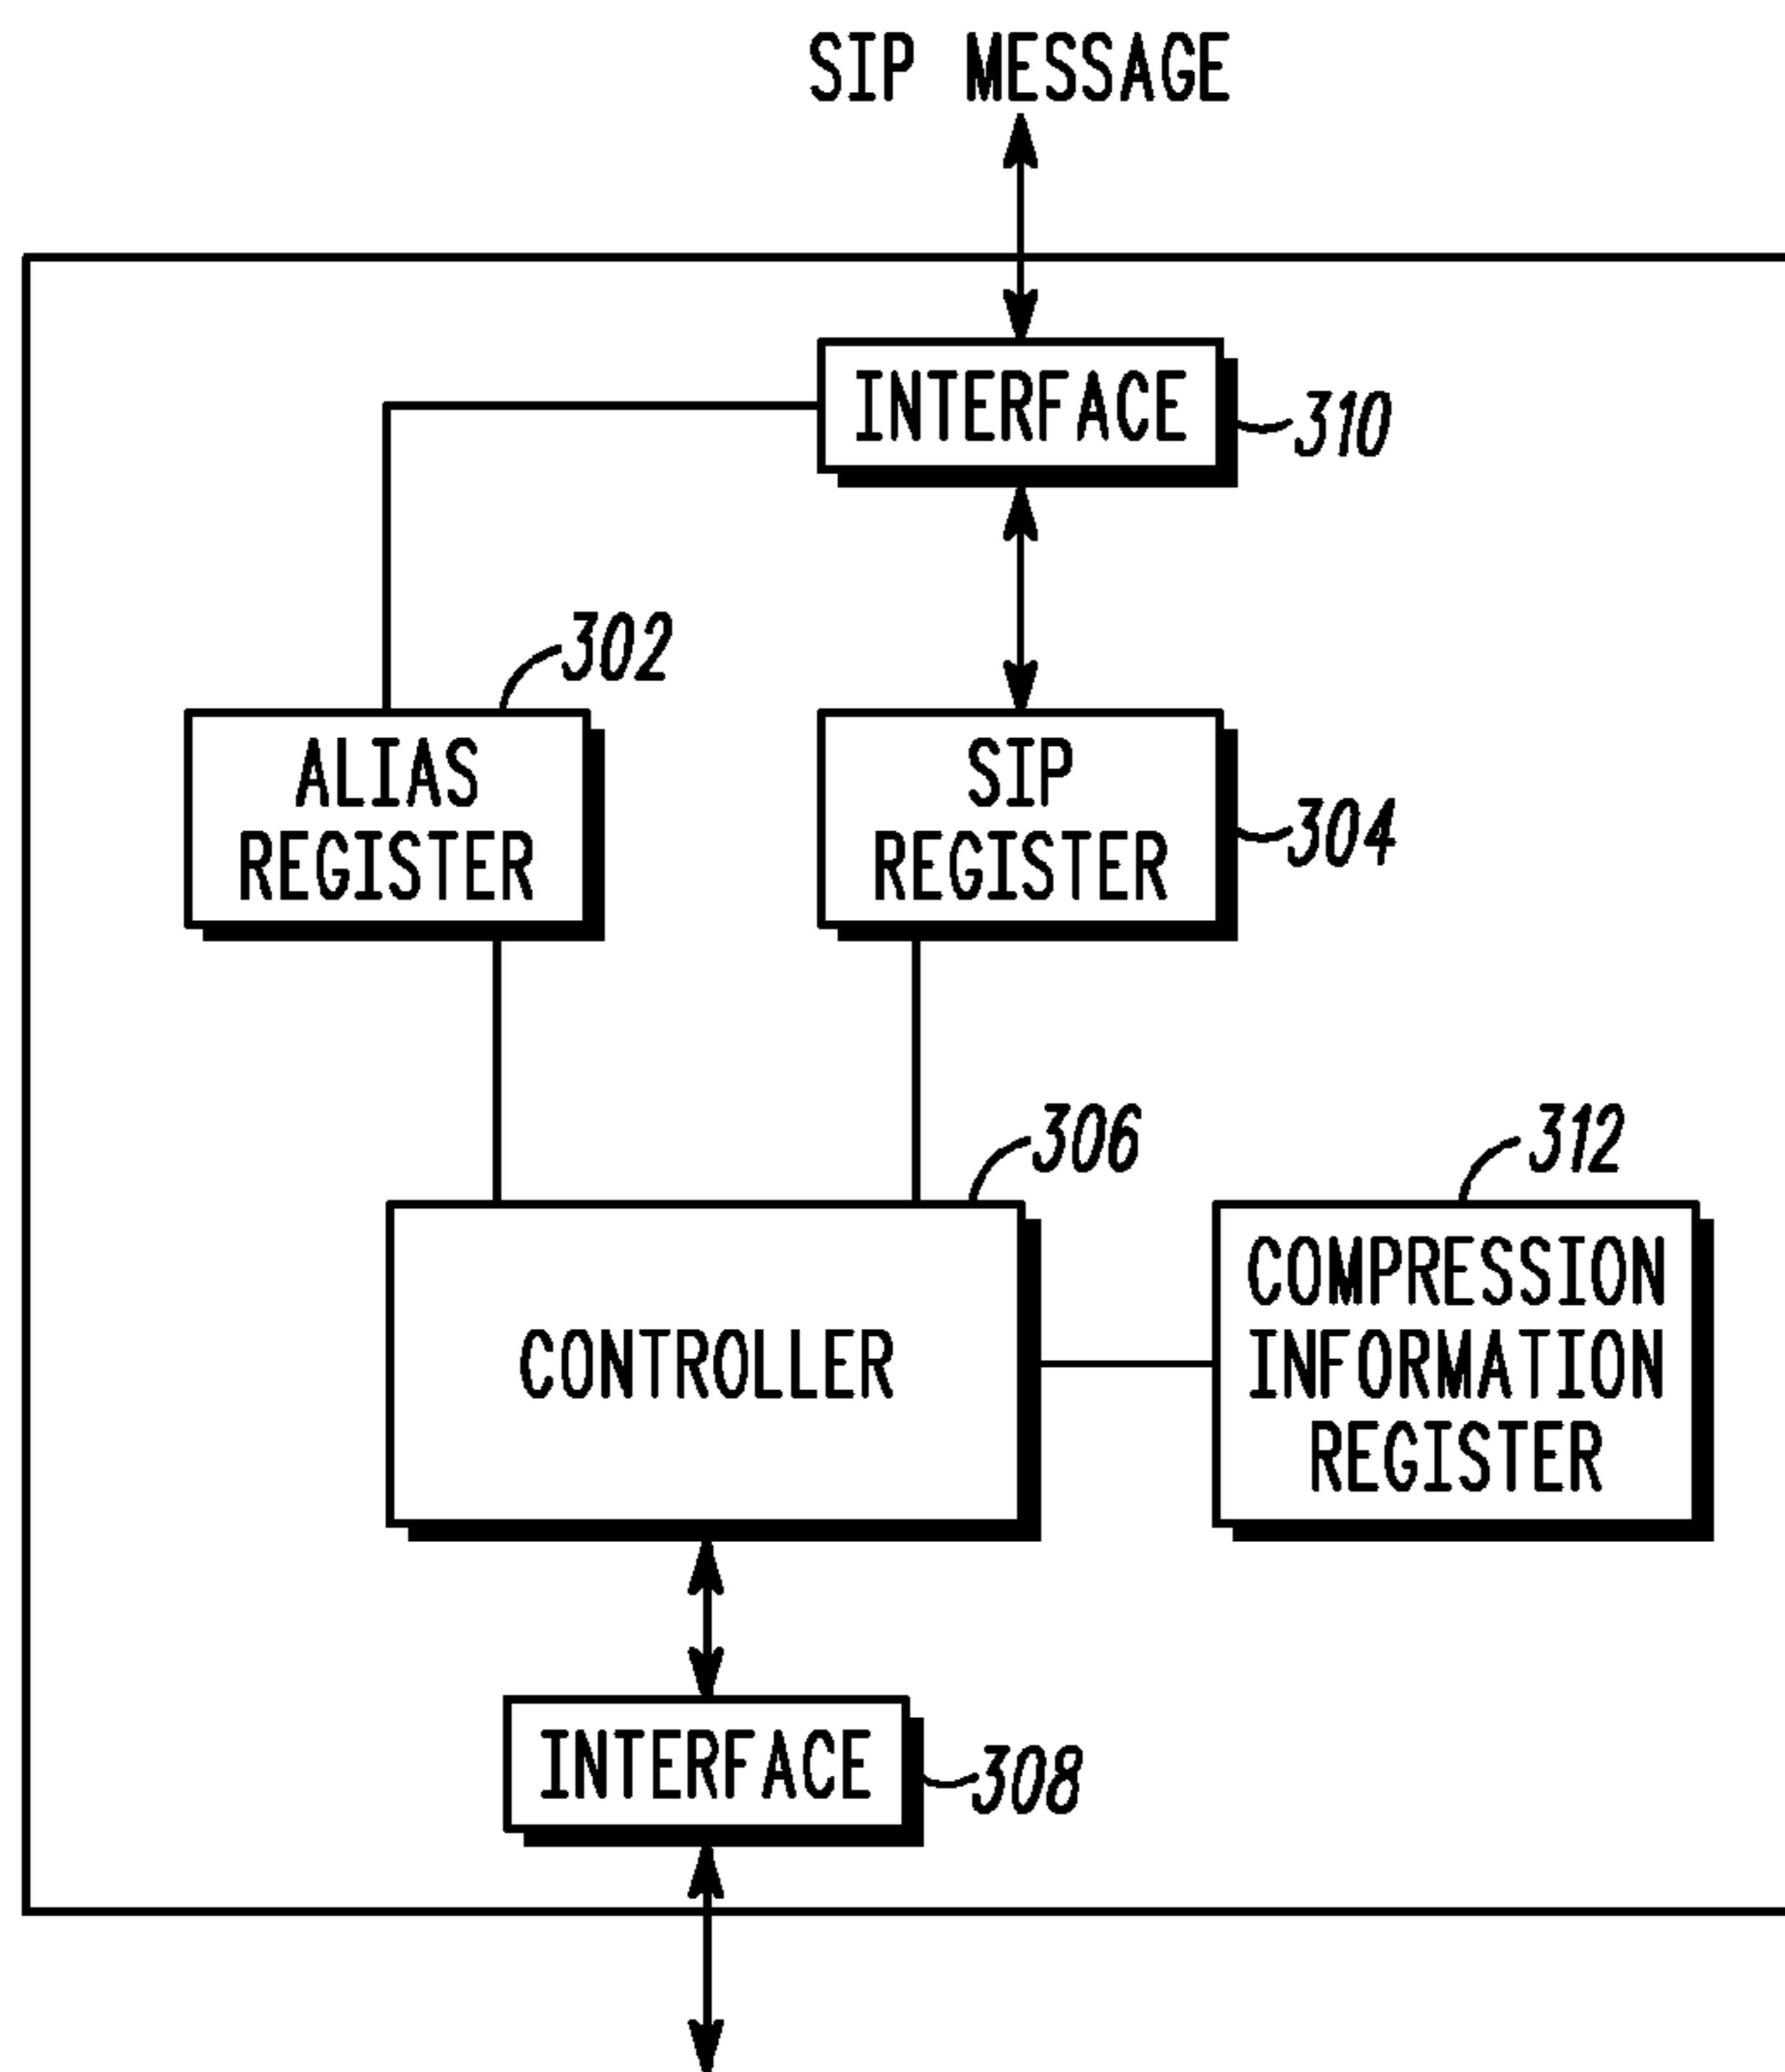 SIP MESSAGE
INTERFACE
310
302
ALIAS
REGISTER
SIP
REGISTER
304
306
312
CONTROLLER
COMPRESSION
INFORMATION
REGISTER
INTERFACE
308